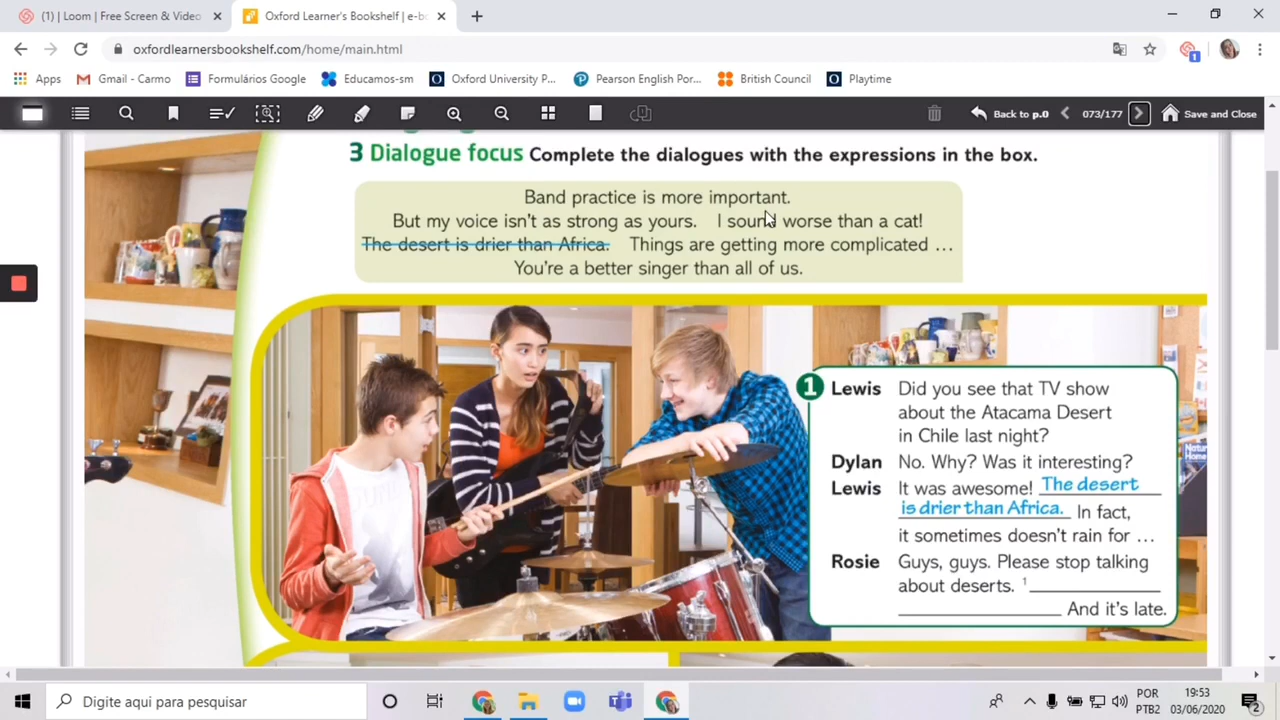 (1) | Loom | Free Screen & Video
Oxford Learner's Bookshelf | e-bo
oxfordlearnersbookshelf.com/home/main.html
Apps Gmail - Carmo Formulários Google Educamos-sm Oxford University P... Pearson English Por... British Council Playtime
Back to p.0 073/177 Save and Close
3 Dialogue focus Complete the dialogues with the expressions in the box.
Band practice is more important.
But my voice isn't as strong as yours. I sound worse than a cat!
The desert is drier than Africa. Things are getting more complicated ...
You're a better singer than all of us.
1 Lewis Did you see that TV show
about the Atacama Desert
in Chile last night?
Dylan No. Why? Was it interesting?
Lewis It was awesome! The desert
is drier than Africa. In fact,
it sometimes doesn't rain for ...
Rosie Guys, guys. Please stop talking
about deserts. 1
And it's late.
Digite aqui para pesquisar
POR
PTB2
19:53
03/06/2020
2